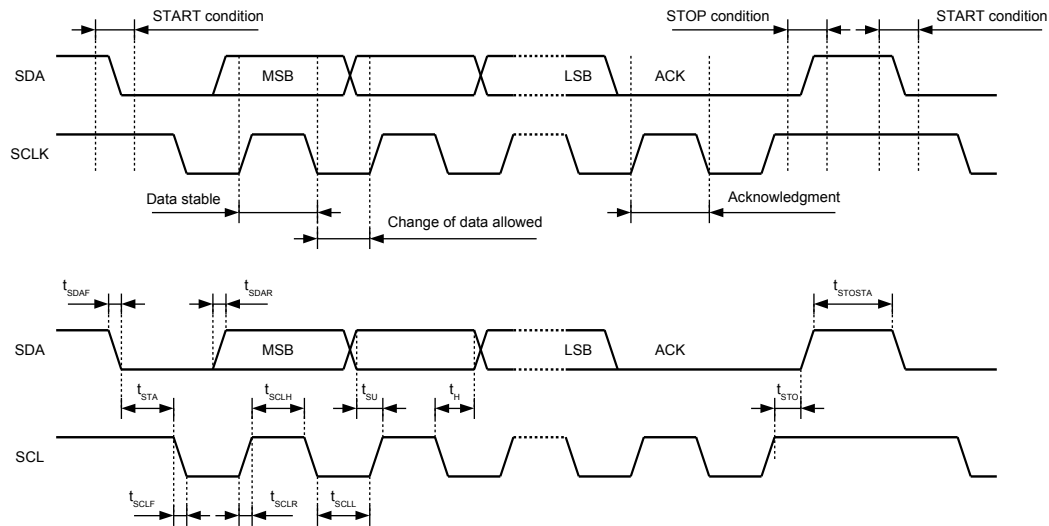 START condition
STOP condition
START condition
SDA
MSB
LSB
ACK
SCLK
Data stable
Change of data allowed
Acknowledgment
tSDAF
tSDAR
tSTOSTA
SDA
MSB
LSB
ACK
tSTA
tSCLH
tSU
tH
tSTO
SCL
tSCLF
tSCLR
tSCLL